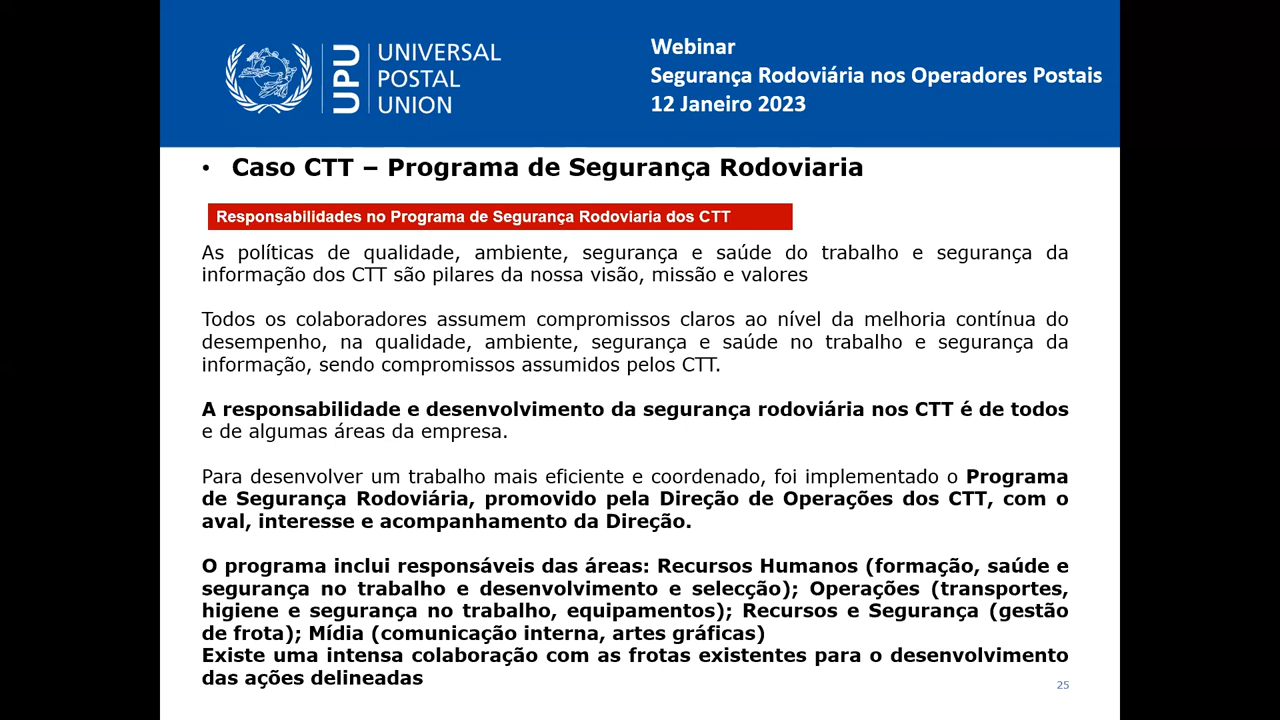 UPU
UNIVERSAL
POSTAL
UNION
Webinar
Segurança Rodoviária nos Operadores Postais
12 Janeiro 2023
• Caso CTT – Programa de Segurança Rodoviaria
Responsabilidades no Programa de Segurança Rodoviaria dos CTT
As políticas de qualidade, ambiente, segurança e saúde do trabalho e segurança da
informação dos CTT são pilares da nossa visão, missão e valores
Todos os colaboradores assumem compromissos claros ao nível da melhoria contínua do
desempenho, na qualidade, ambiente, segurança e saúde no trabalho e segurança da
informação, sendo compromissos assumidos pelos CTT.
A responsabilidade e desenvolvimento da segurança rodoviária nos CTT é de todos
e de algumas áreas da empresa.
Para desenvolver um trabalho mais eficiente e coordenado, foi implementado o Programa
de Segurança Rodoviária, promovido pela Direção de Operações dos CTT, com o
aval, interesse e acompanhamento da Direção.
O programa inclui responsáveis das áreas: Recursos Humanos (formação, saúde e
segurança no trabalho e desenvolvimento e selecção); Operações (transportes,
higiene e segurança no trabalho, equipamentos); Recursos e Segurança (gestão
de frota); Mídia (comunicação interna, artes gráficas)
Existe uma intensa colaboração com as frotas existentes para o desenvolvimento
das ações delineadas
25